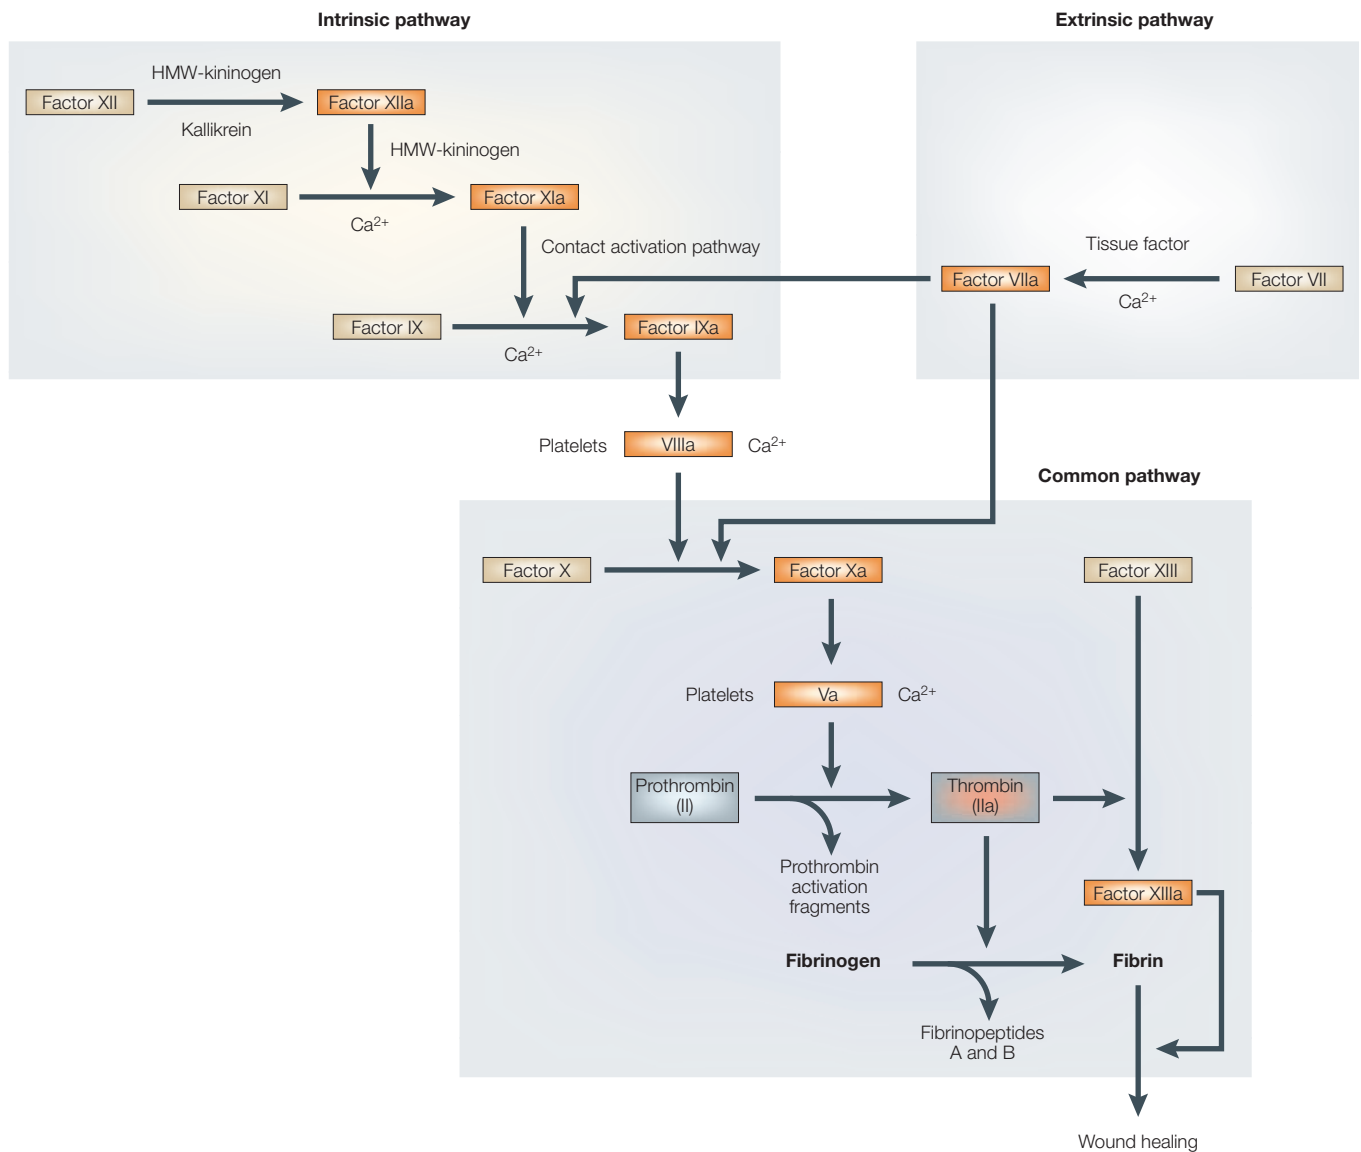 Intrinsic pathway
Extrinsic pathway
HMW-kininogen
Factor XII
Factor XIIa
Kallikrein
HMW-kininogen
Factor XI
Factor XIa
Ca2+
Contact activation pathway
Tissue factor
Factor VIIa
Factor VII
Ca2+
Factor IX
Factor IXa
Ca2+
Platelets
VIIIa
Ca2+
Common pathway
Factor X
Factor Xa
Factor XIII
Platelets
Va
Ca2+
Prothrombin
(II)
Thrombin
(IIa)
Prothrombin
activation
fragments
Factor XIIIa
Fibrinogen
Fibrin
Fibrinopeptides
A and B
Wound healing